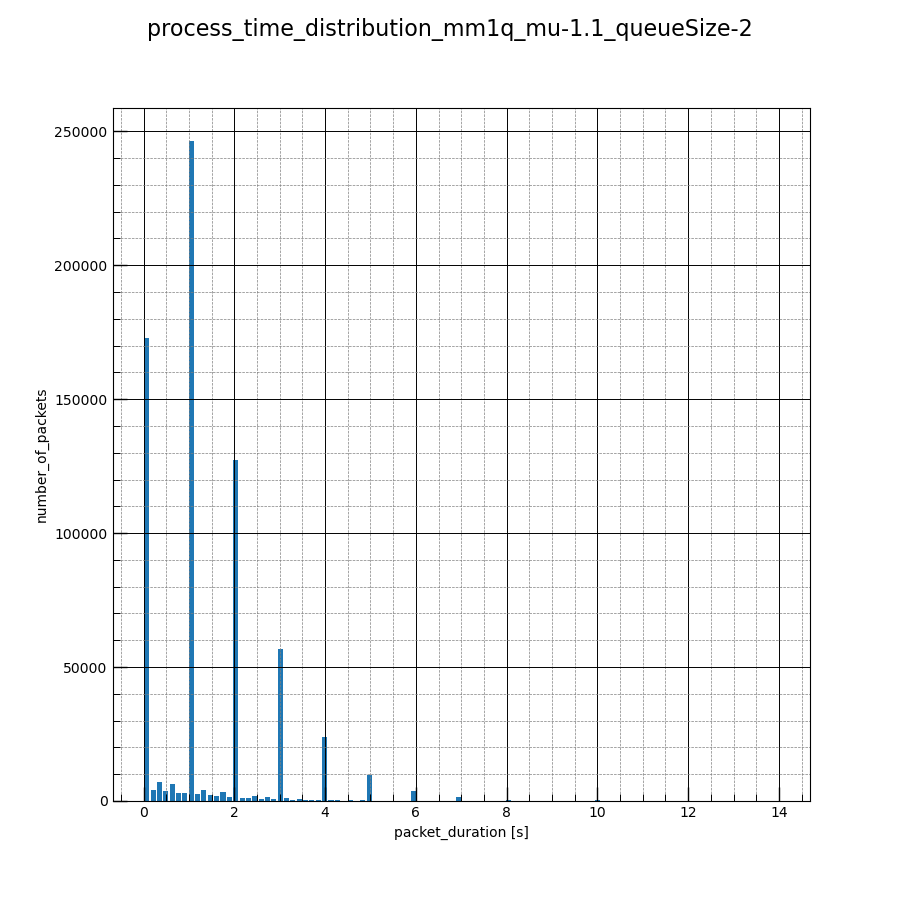 process_time_distribution_mm1q_mu-1.1_queueSize-2
250000
200000
150000
100000
50000
0
number_of_packets
0 2 4 6 8 10 12 14
packet_duration [s]